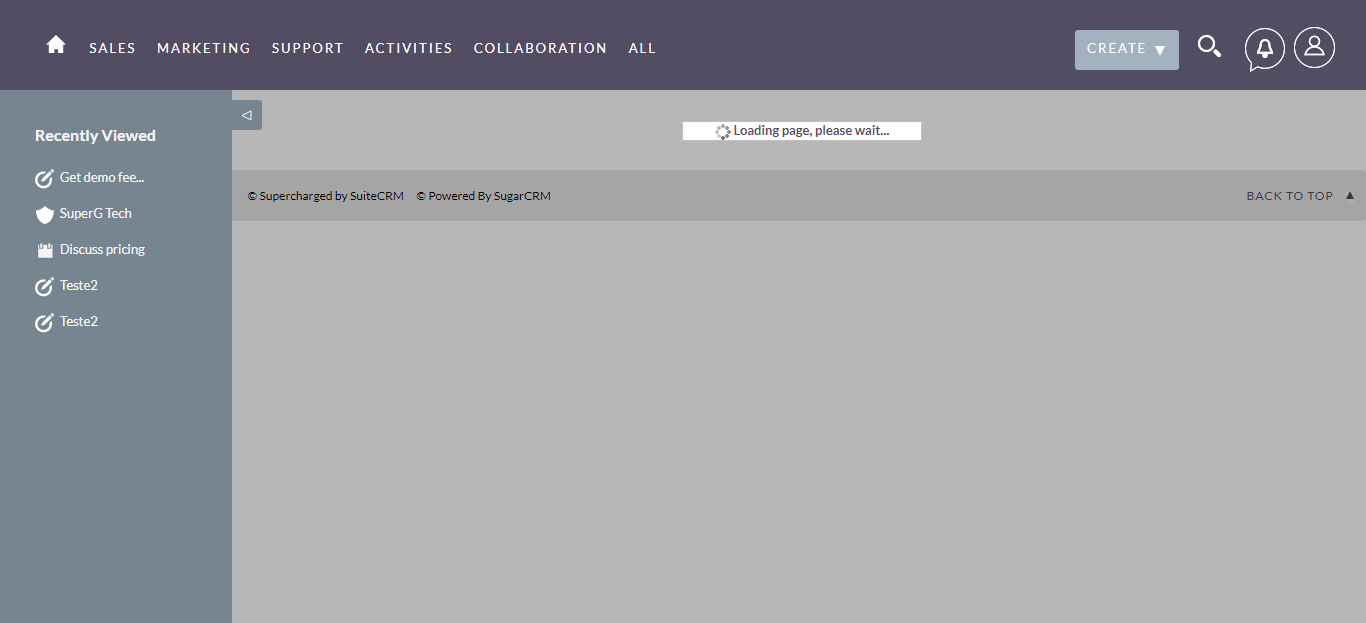 SALES MARKETING SUPPORT ACTIVITIES COLLABORATION ALL CREATE ▼
Recently Viewed
Get demo fee...
SuperG Tech
Discuss pricing
Teste2
Teste2
Loading page, please wait...
© Supercharged by SuiteCRM © Powered By SugarCRM BACK TO TOP ▲